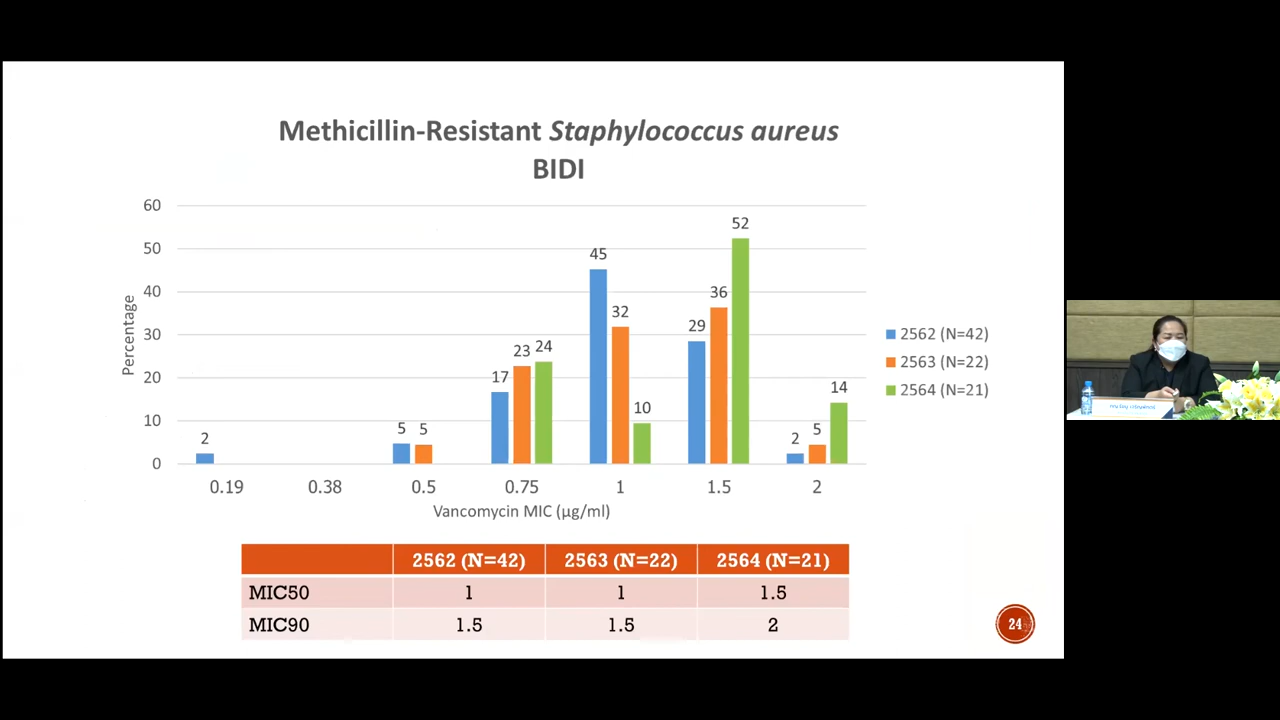 Methicillin-Resistant Staphylococcus aureus
BIDI
Percentage
60
50
40
30
20
10
0
2
5 5
17 23 24
45 32 10
29 36 52
2 5 14
0.19 0.38 0.5 0.75 1 1.5 2
Vancomycin MIC (µg/ml)
2562 (N=42)
2563 (N=22)
2564 (N=21)
2562 (N=42) 2563 (N=22) 2564 (N=21)
MIC50 1 1 1.5
MIC90 1.5 1.5 2
24